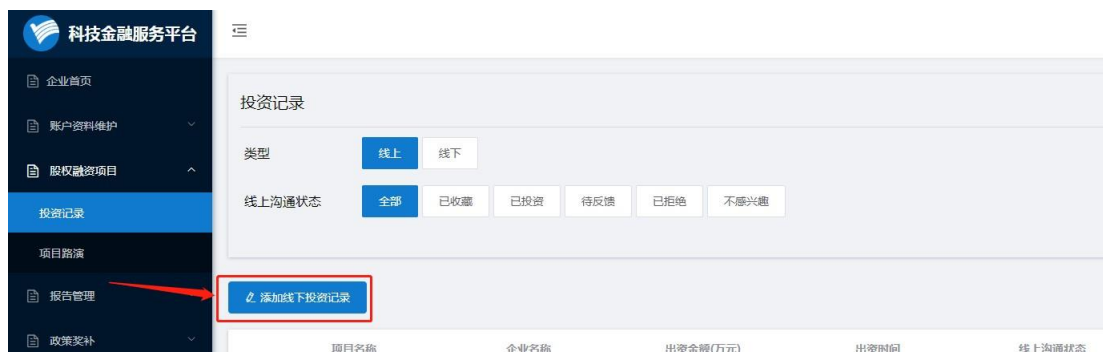 科技金融服务平台
企业首页
账户资料维护
股权融资项目
投资记录
项目路演
报告管理
政策奖补
投资记录
类型 线上 线下
线上沟通状态 全部 已收藏 已投资 待反馈 已拒绝 不感兴趣
添加线下投资记录
项目名称 企业名称 出资金额(万元) 出资时间 线上沟通状态